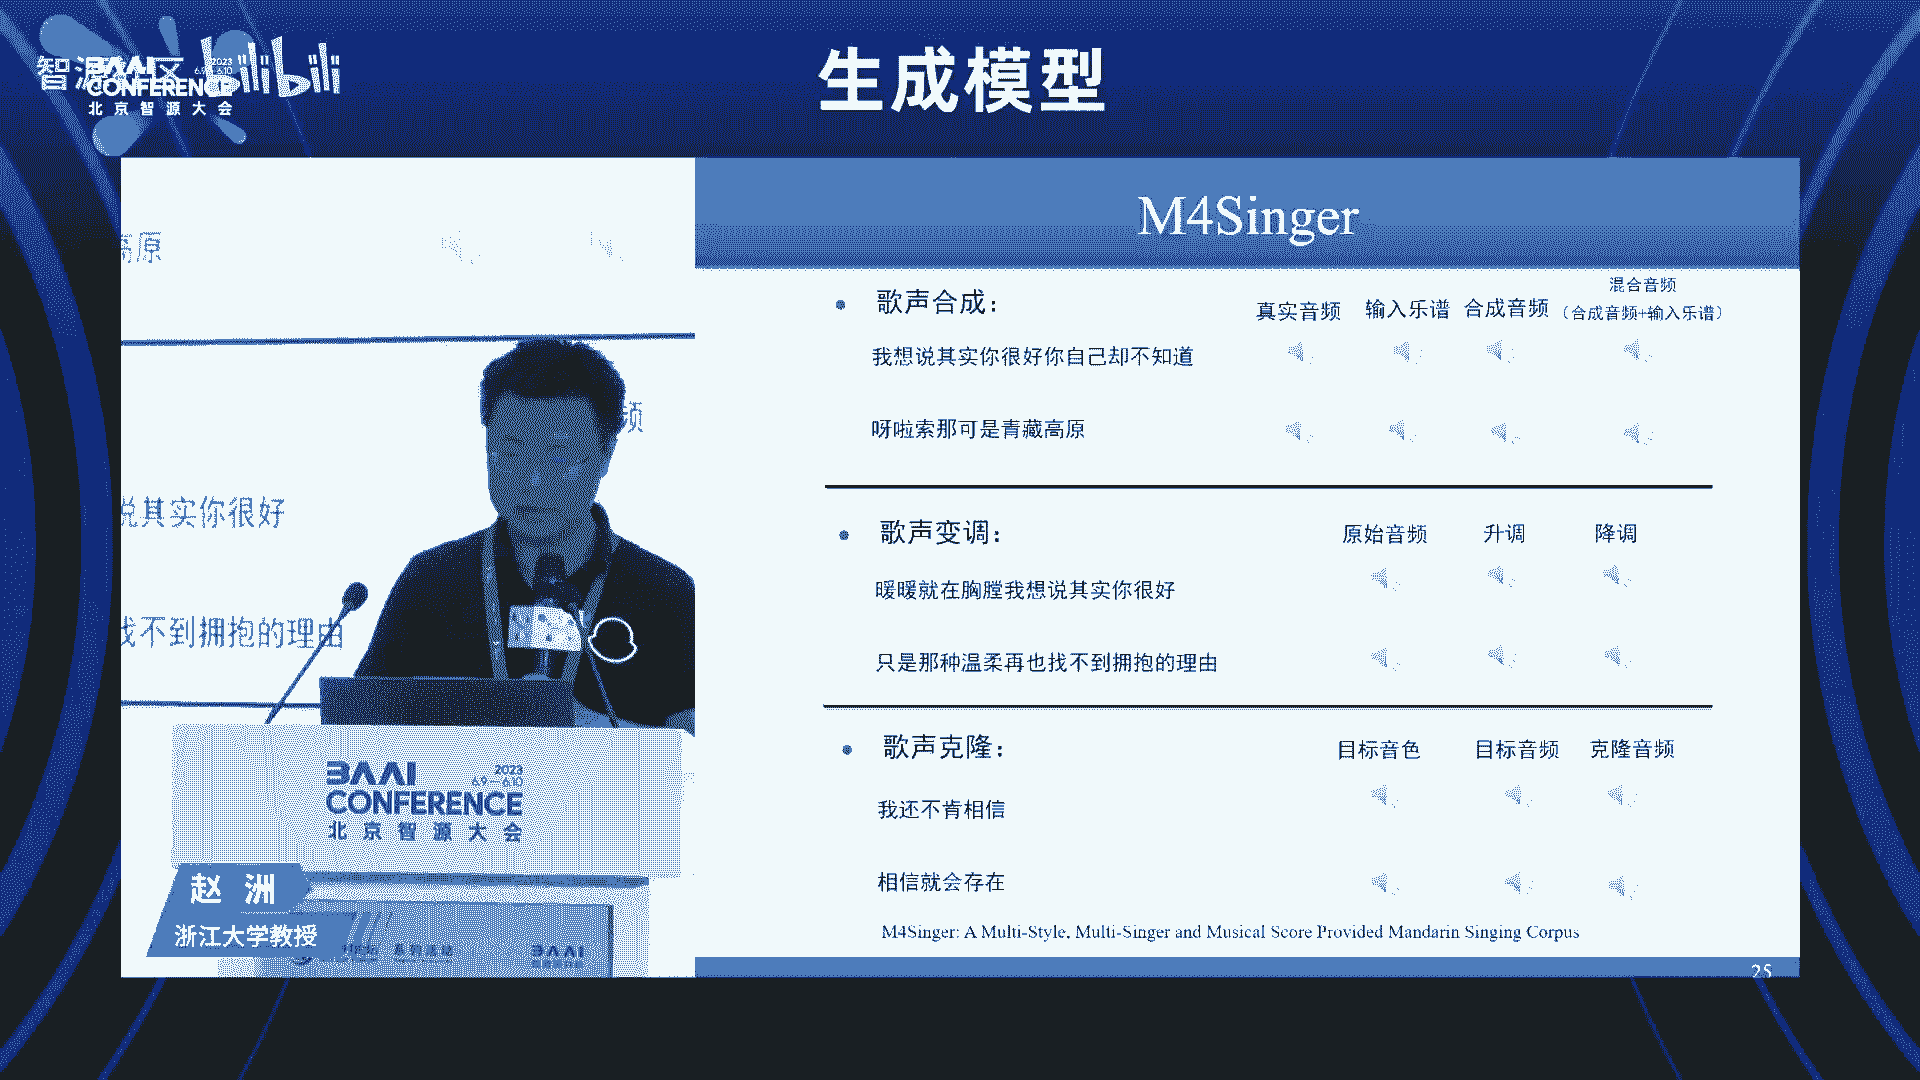 生成模型
BAAI 2023
6.9-6.10
CONFERENCE
北京智源大会
bilibili
高原
频
说其实你很好
找不到拥抱的理由
BAAI 2023
6.9-6.10
CONFERENCE
北京智源大会
赵 洲
浙江大学教授
BAAI
M4Singer
歌声合成： 真实音频 输入乐谱 合成音频 混合音频
（合成音频+输入乐谱）
我想说其实你很好你自己却不知道
呀啦索那可是青藏高原
歌声变调： 原始音频 升调 降调
暖暖就在胸膛我想说其实你很好
只是那种温柔再也找不到拥抱的理由
歌声克隆： 目标音色 目标音频 克隆音频
我还不肯相信
相信就会存在
M4Singer: A Multi-Style, Multi-Singer and Musical Score Provided Mandarin Singing Corpus
25